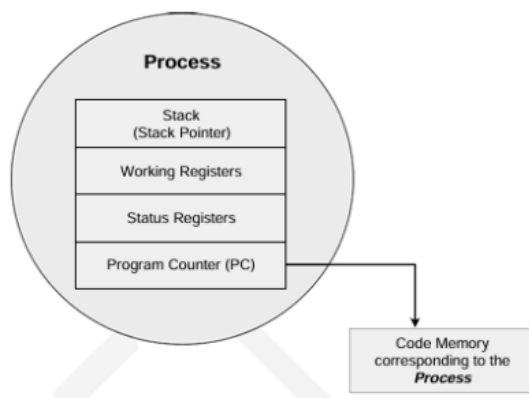 Process
Stack
(Stack Pointer)
Working Registers
Status Registers
Program Counter (PC)
Code Memory
corresponding to the
Process